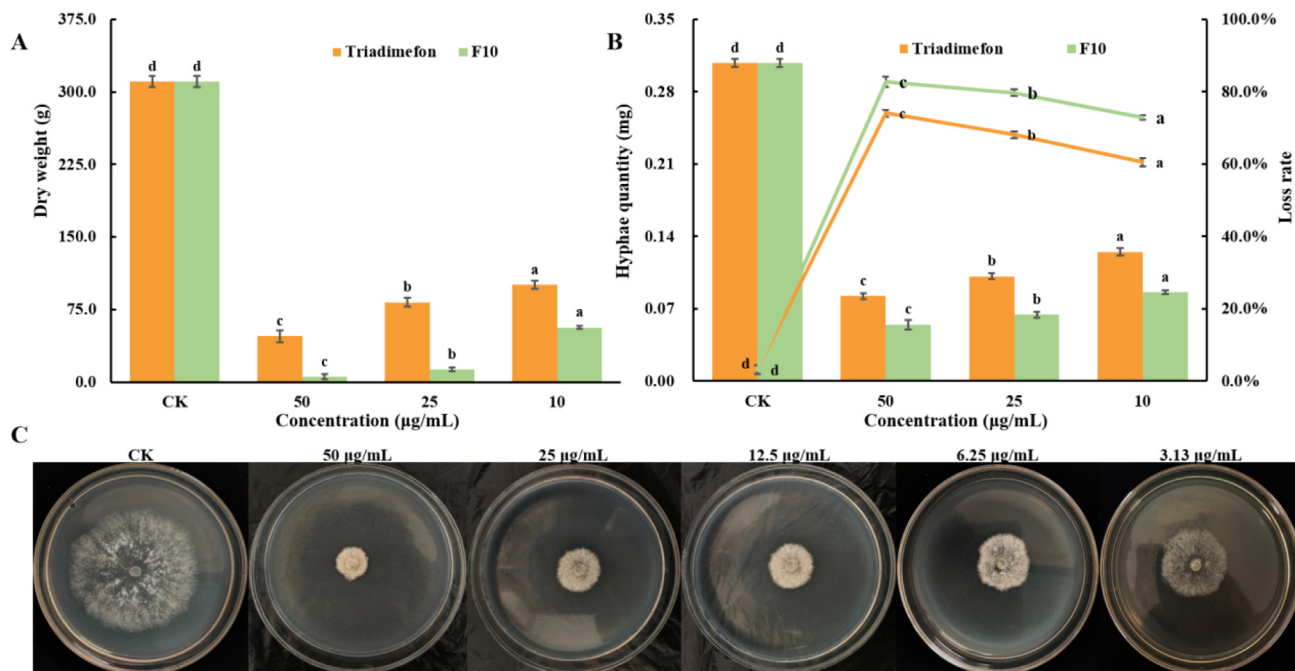 A
Dry weight (g)
375.0
300.0
225.0
150.0
75.0
0.0
Triadimefon F10
d d
c
c
b
b
a
a
CK 50 25 10
Concentration (μg/mL)
B
Hyphae quantity (mg)
0.35
0.28
0.21
0.14
0.07
0.00
Triadimefon F10
d d
c b a
c b a
d d
c
c
b
b
a
a
100.0%
80.0%
60.0%
40.0%
20.0%
0.0%
Loss rate
CK 50 25 10
Concentration (μg/mL)
C
CK 50 μg/mL 25 μg/mL 12.5 μg/mL 6.25 μg/mL 3.13 μg/mL